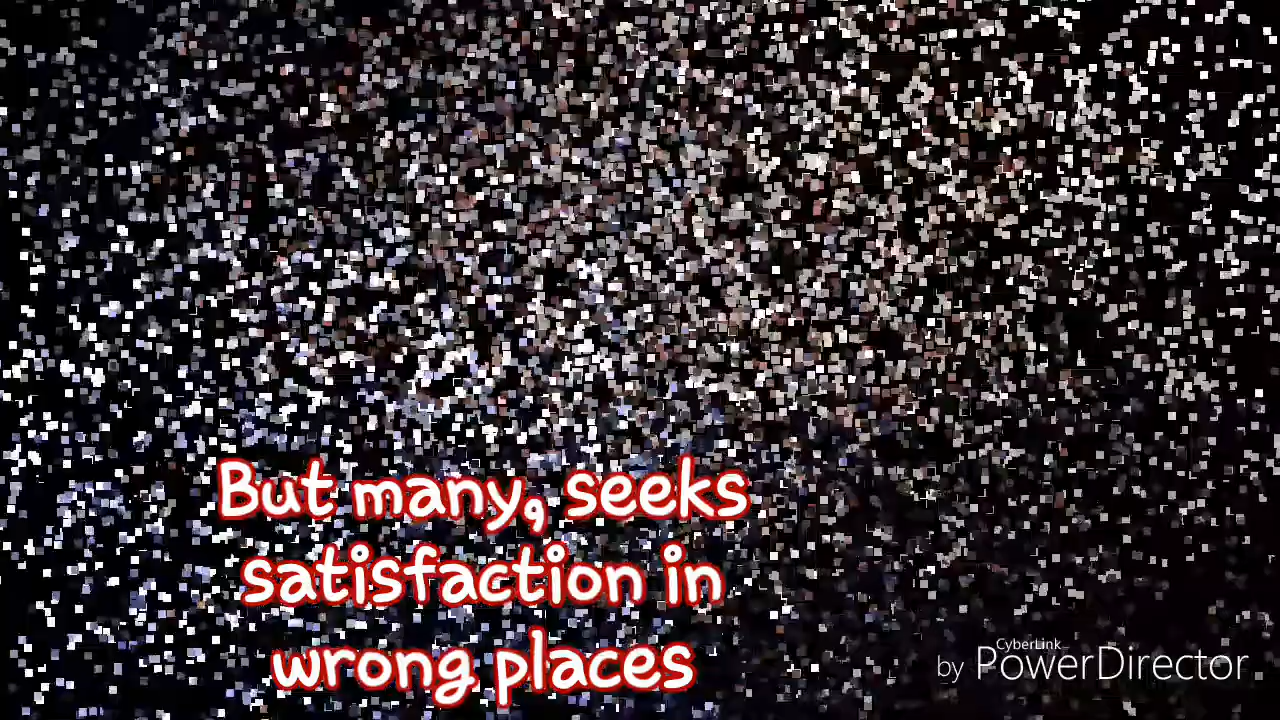 But many, seeks
satisfaction in
wrong places
CyberLink
by PowerDirector